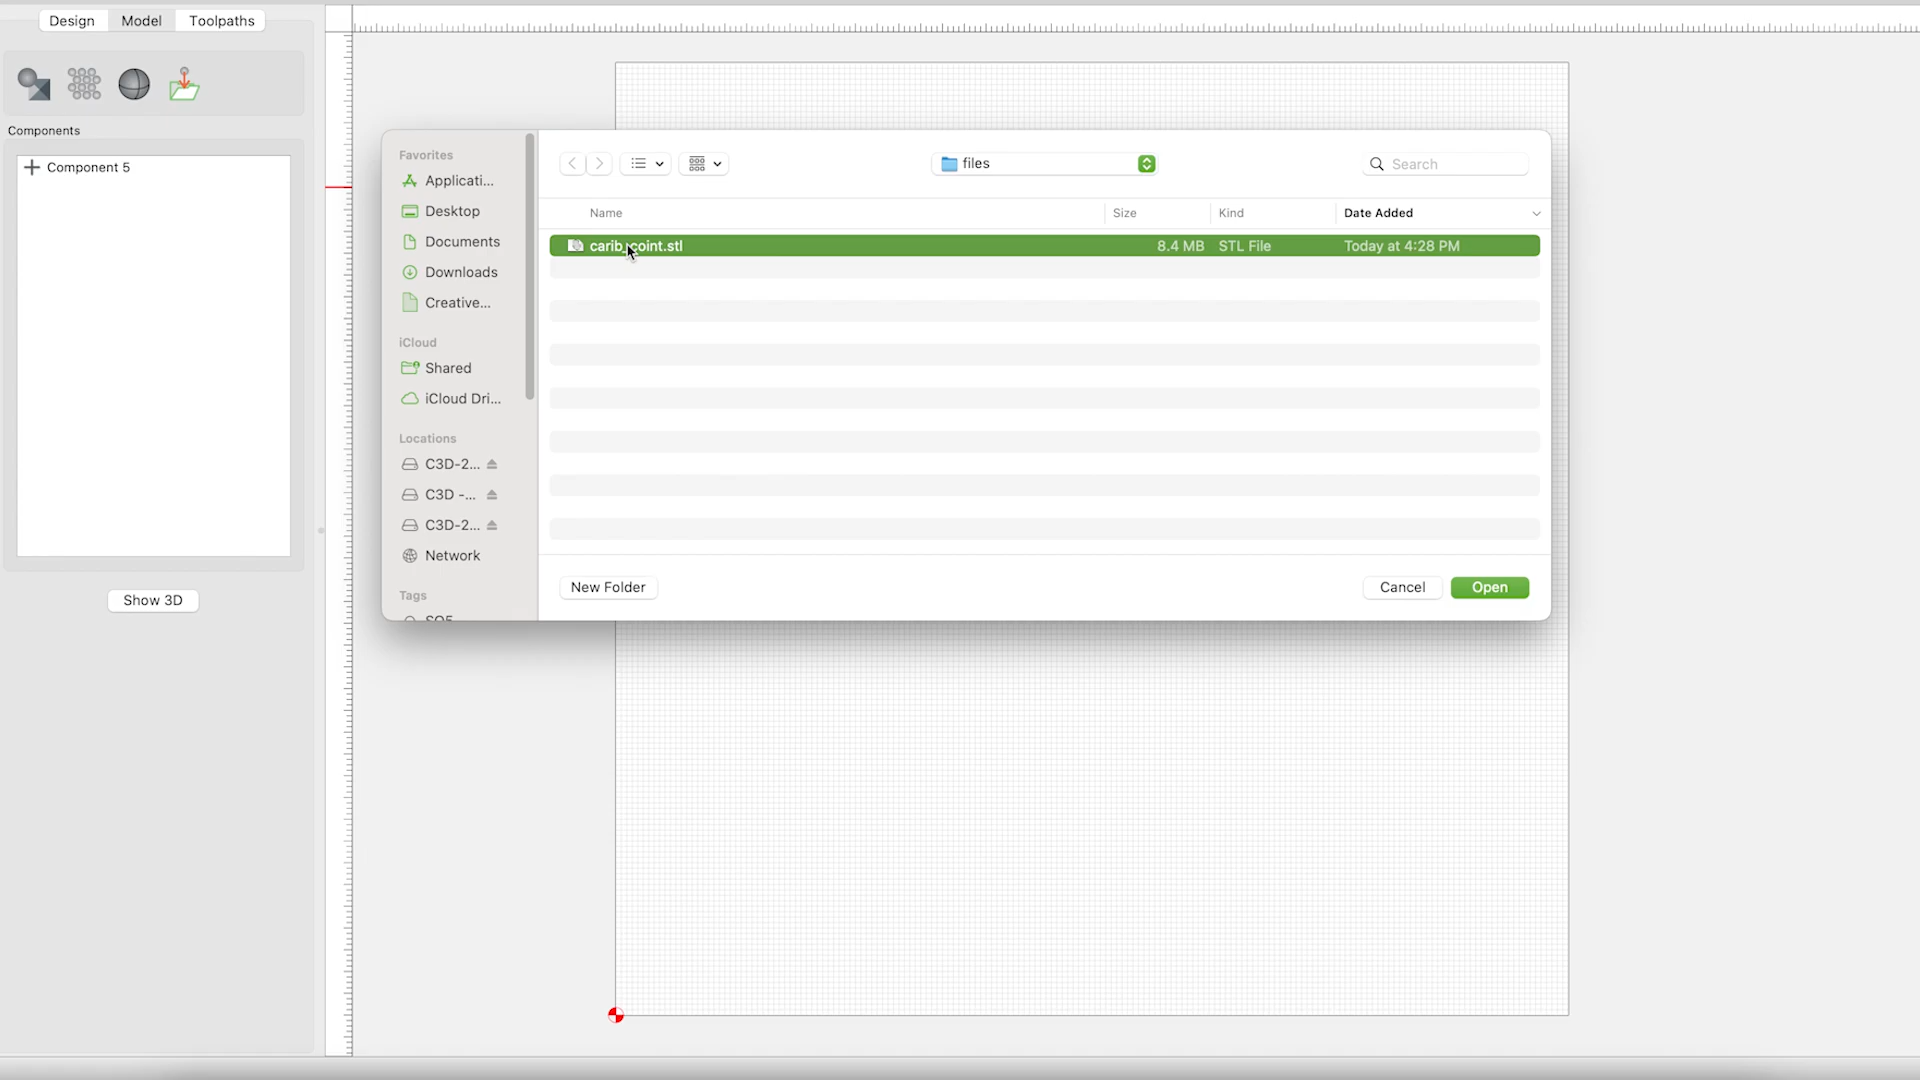 Design Model Toolpaths
Components
Component 5
Show 3D
Favorites
Applicati...
Desktop
Documents
Downloads
Creative...
iCloud
Shared
iCloud Dri...
Locations
C3D-2...
C3D -...
C3D-2...
Network
Tags
files
Search
Name Size Kind Date Added
carib_coint.stl 8.4 MB STL File Today at 4:28 PM
New Folder Cancel Open